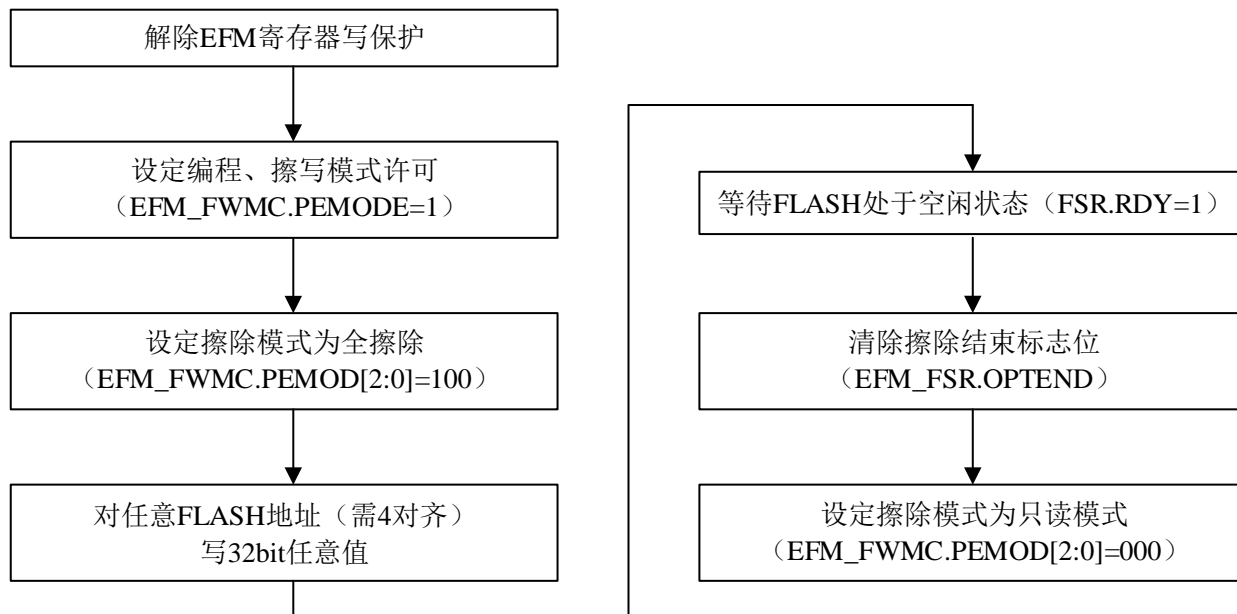 解除EFM寄存器写保护
设定编程、擦写模式许可
（EFM_FWMC.PEMODE=1）
设定擦除模式为全擦除
（EFM_FWMC.PEMOD[2:0]=100）
对任意FLASH地址（需4对齐）
写32bit任意值
等待FLASH处于空闲状态（FSR.RDY=1）
清除擦除结束标志位
（EFM_FSR.OPTEND）
设定擦除模式为只读模式
（EFM_FWMC.PEMOD[2:0]=000）